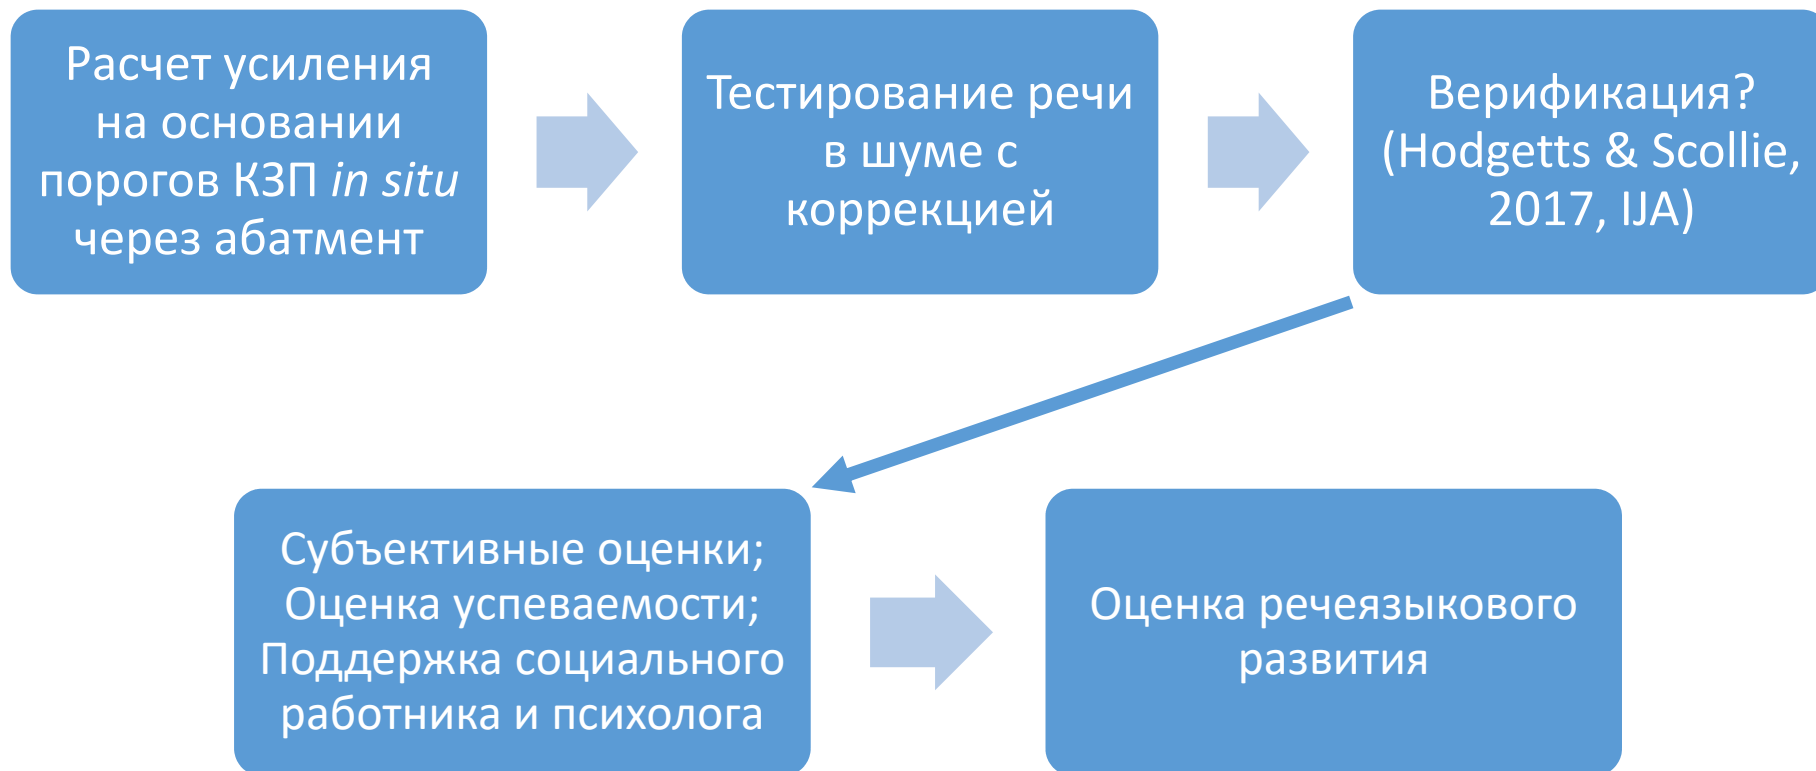 Расчет усиления
на основании
порогов КЗП in situ
через абатмент
Тестирование речи
в шуме с
коррекцией
Верификация?
(Hodgetts & Scollie,
2017, IJA)
Субъективные оценки;
Оценка успеваемости;
Поддержка социального
работника и психолога
Оценка речеязыкового
развития